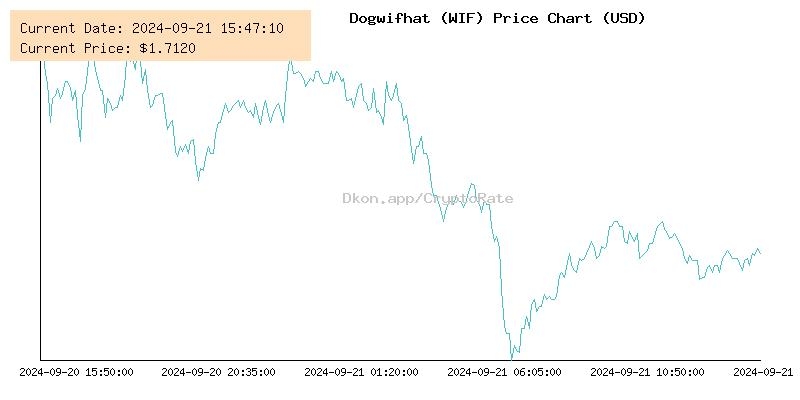 Dogwifhat (WIF) Price Chart (USD)
Current Date: 2024-09-21 15:47:10
Current Price: $1.7120
Dkon.app/CryptoRate
2024-09-20 15:50:00
2024-09-20 20:35:00
2024-09-21 01:20:00
2024-09-21 06:05:00
2024-09-21 10:50:00
2024-09-21